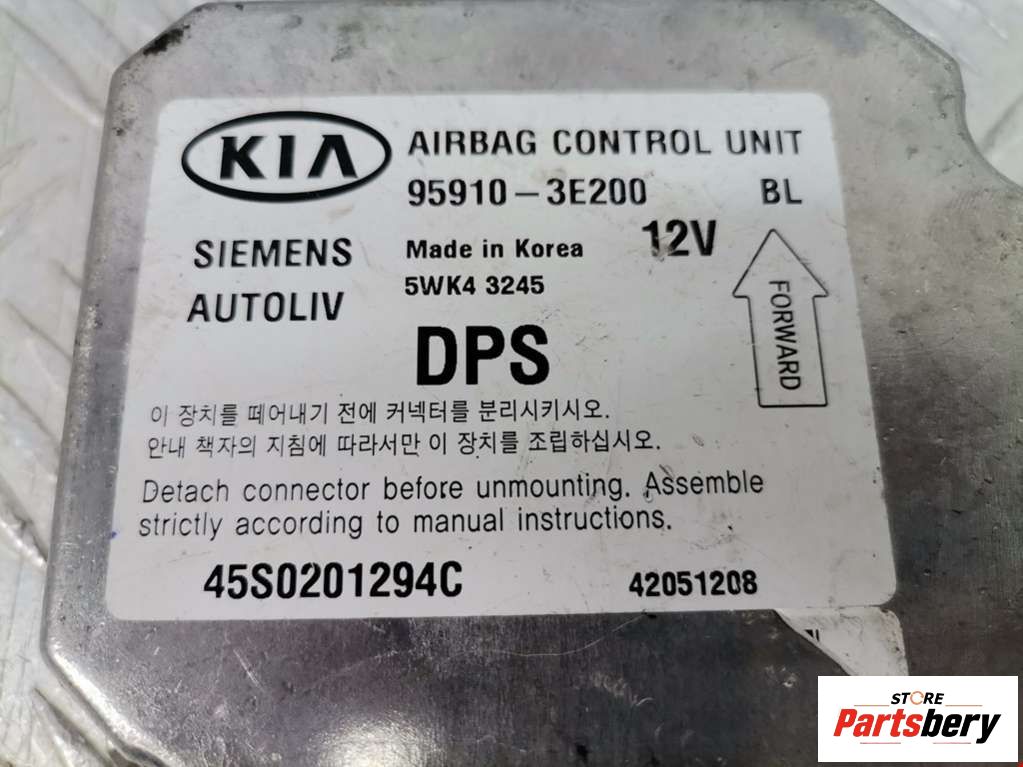 KIA AIRBAG CONTROL UNIT
95910-3E200 BL
SIEMENS Made in Korea 12V
AUTOLIV 5WK4 3245
FORWARD
DPS
이 장치를 떼어내기 전에 커넥터를 분리시키시오.
안내 책자의 지침에 따라서만 이 장치를 조립하십시오.
Detach connector before unmounting. Assemble
strictly according to manual instructions.
45S0201294C 42051208
STORE
Partsbery